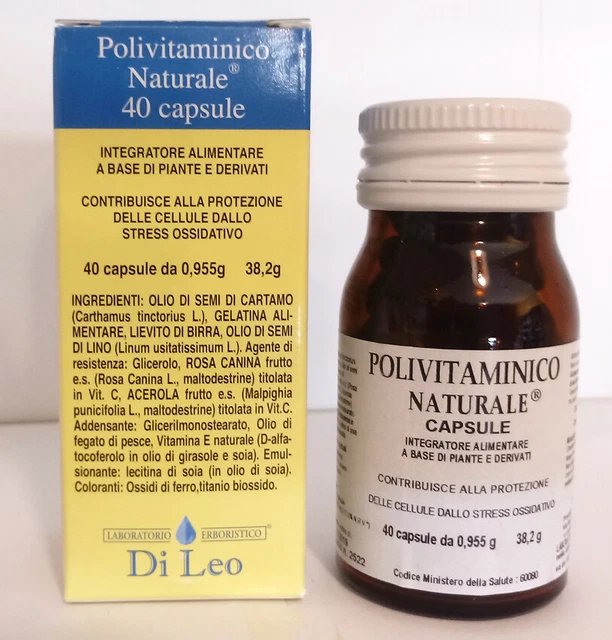 Polivitaminico
Naturale®
40 capsule
INTEGRATORE ALIMENTARE
A BASE DI PIANTE E DERIVATI
CONTRIBUISCE ALLA PROTEZIONE
DELLE CELLULE DALLO
STRESS OSSIDATIVO
40 capsule da 0,955g 38,2g
INGREDIENTI: OLIO DI SEMI DI CARTAMO
(Carthamus tinctorius L.), GELATINA ALI-
MENTARE, LIEVITO DI BIRRA, OLIO DI SEMI
DI LINO (Linum usitatissimum L.). Agente di
resistenza: Glicerolo, ROSA CANINA frutto
e.s. (Rosa Canina L., maltodestrine) titolata
in Vit. C, ACEROLA frutto e.s. (Malpighia
punicifolia L., maltodestrine) titolata in Vit.C.
Addensante: Glicerilmonostearato, Olio di
fegato di pesce, Vitamina E naturale (D-alfa-
tocoferolo in olio di girasole e soia). Emul-
sionante: lecitina di soia (in olio di soia).
Coloranti: Ossidi di ferro,titanio biossido.
LABORATORIO ERBORISTICO®
Di Leo
POLIVITAMINICO
NATURALE®
CAPSULE
INTEGRATORE ALIMENTARE
A BASE DI PIANTE E DERIVATI
CONTRIBUISCE ALLA PROTEZIONE
DELLE CELLULE DALLO STRESS OSSIDATIVO
40 capsule da 0,955 g 38,2 g
2522
Codice Ministero della Salute : 60080